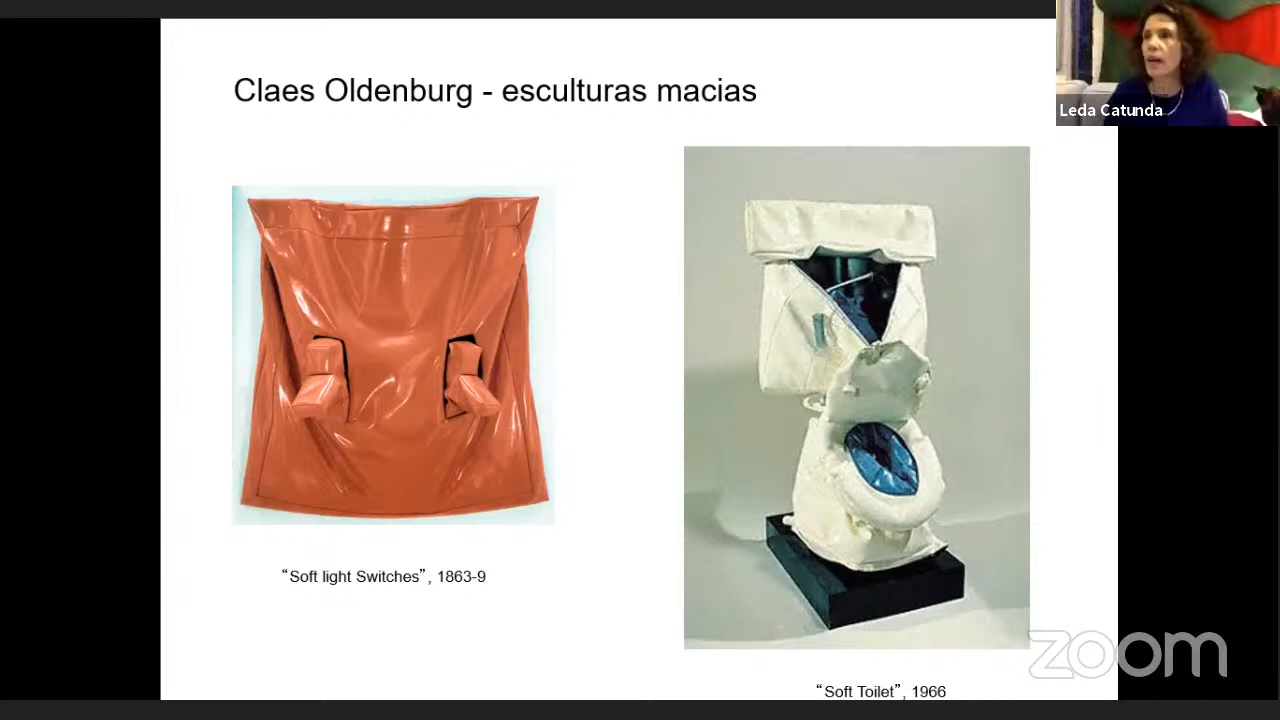 Claes Oldenburg - esculturas macias
Leda Catunda
“Soft light Switches”, 1863-9
“Soft Toilet”, 1966
zoom